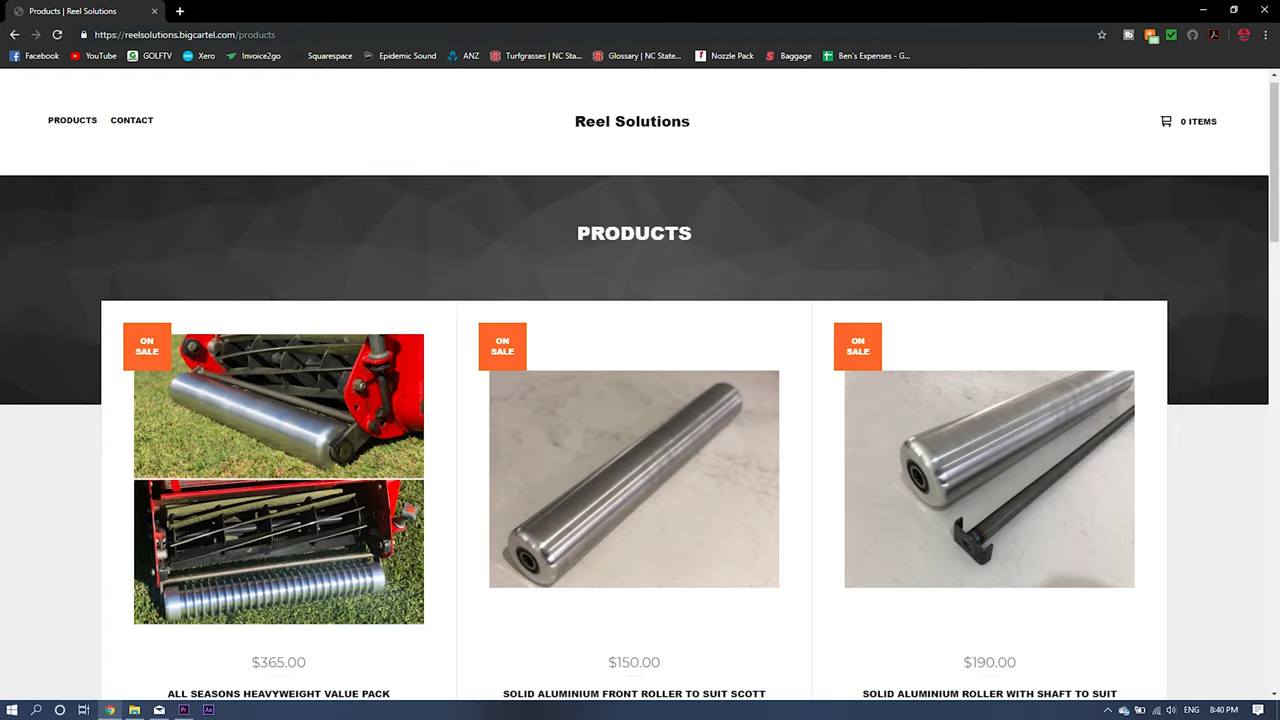 Products | Reel Solutions
https://reelsolutions.bigcartel.com/products
Facebook YouTube GOLFTV Xero Invoice2go Squarespace Epidemic Sound ANZ Turfgrasses | NC Sta... Glossary | NC State... Nozzle Pack Baggage Ben's Expenses - G...
PRODUCTS CONTACT Reel Solutions 0 ITEMS
PRODUCTS
ON SALE
ON SALE
ON SALE
$365.00 $150.00 $190.00
ALL SEASONS HEAVYWEIGHT VALUE PACK SOLID ALUMINIUM FRONT ROLLER TO SUIT SCOTT SOLID ALUMINIUM ROLLER WITH SHAFT TO SUIT
Pr Ae ENG 8:40 PM